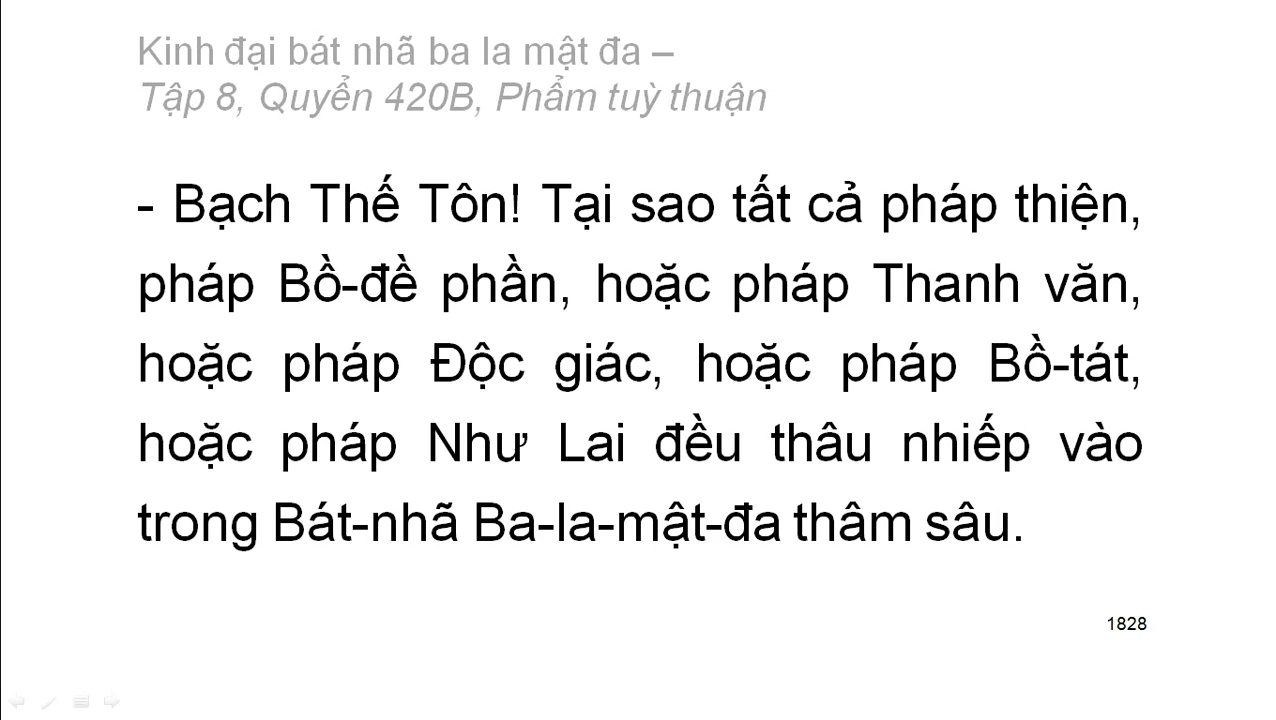 Kinh đại bát nhã ba la mật đa –
Tập 8, Quyển 420B, Phẩm tuỳ thuận
- Bạch Thế Tôn! Tại sao tất cả pháp thiện,
pháp Bồ-đề phần, hoặc pháp Thanh văn,
hoặc pháp Độc giác, hoặc pháp Bồ-tát,
hoặc pháp Như Lai đều thâu nhiếp vào
trong Bát-nhã Ba-la-mật-đa thâm sâu.
1828